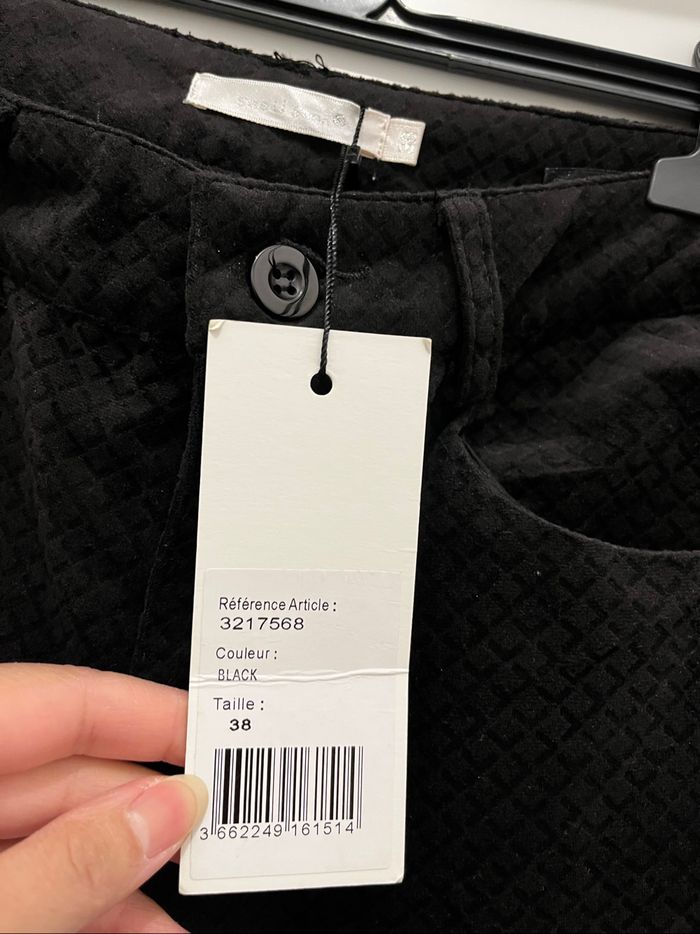 Référence Article :
3217568
Couleur :
BLACK
Taille :
38
3 662249 161514